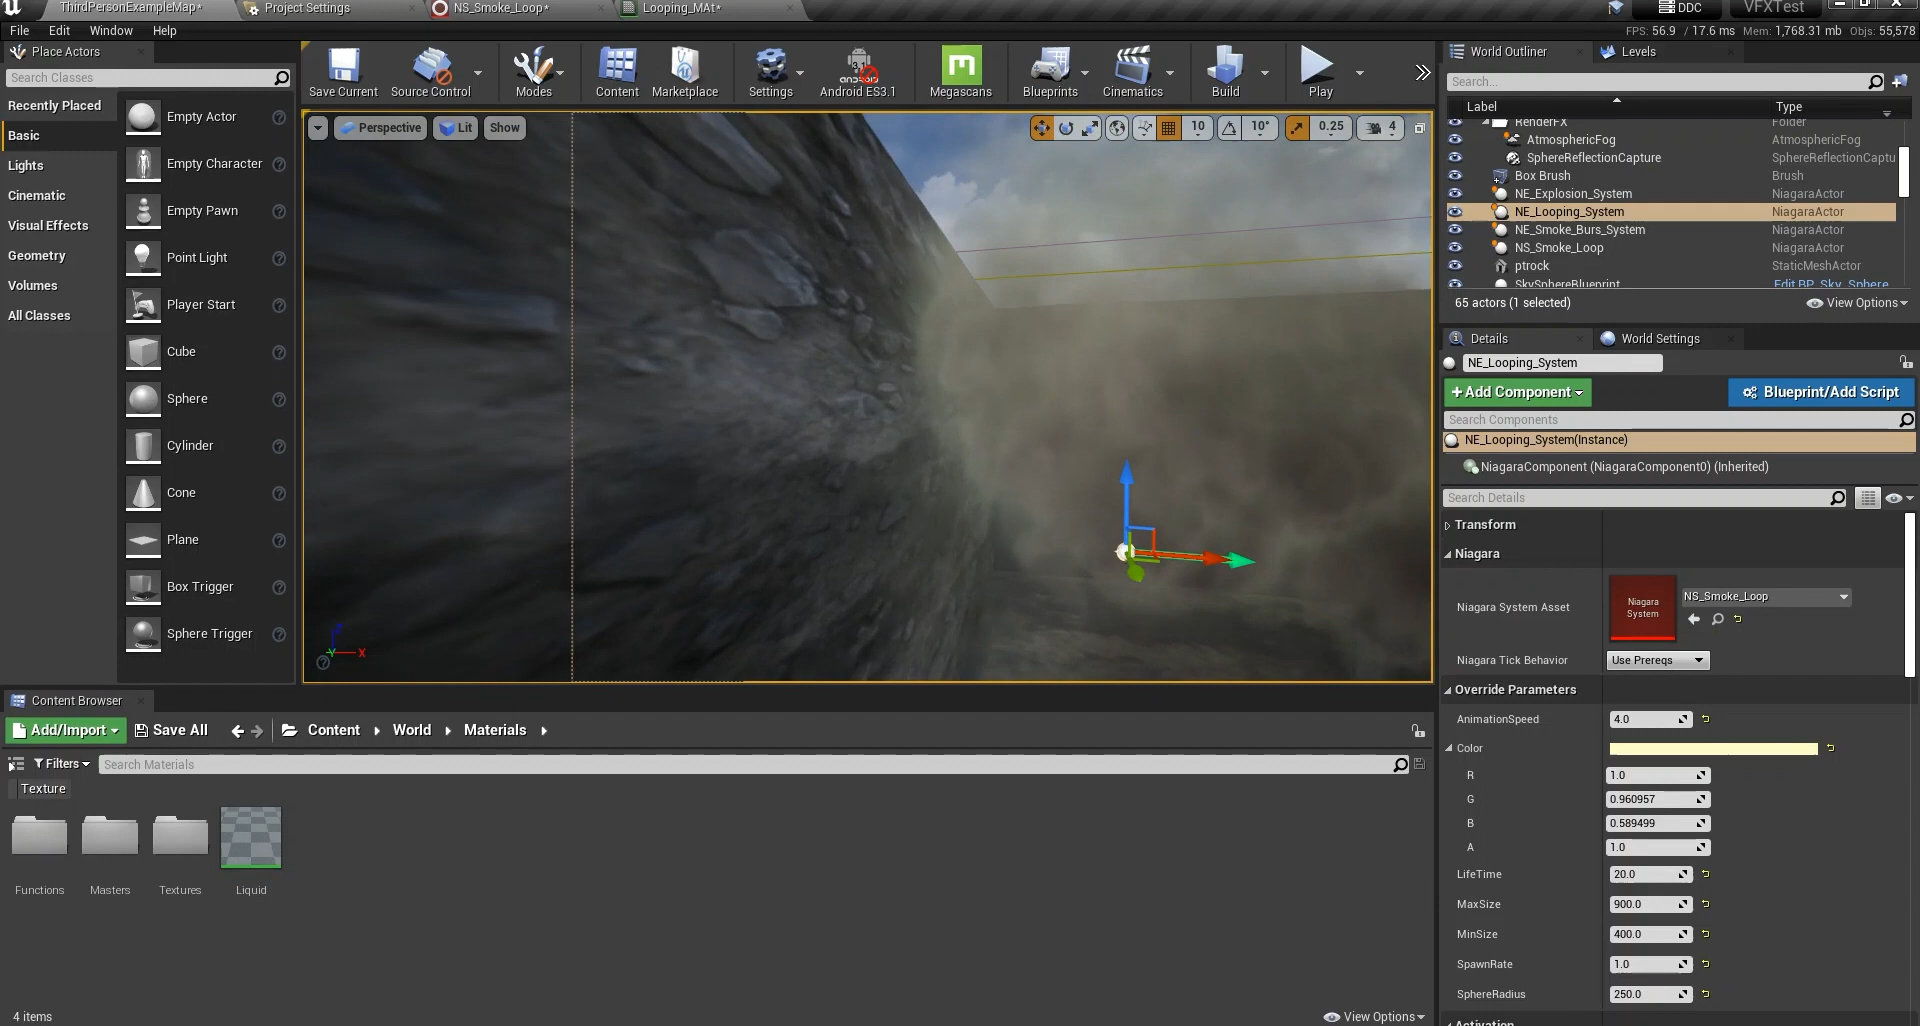 ThirdPersonExampleMap*
Project Settings
NS_Smoke_Loop*
Looping_MAt*
DDC
VFXTest
File Edit Window Help
FPS: 56.9 / 17.6 ms Mem: 1,768.31 mb Objs: 55,578
Place Actors
Search Classes
Recently Placed
Basic
Lights
Cinematic
Visual Effects
Geometry
Volumes
All Classes
Empty Actor
Empty Character
Empty Pawn
Point Light
Player Start
Cube
Sphere
Cylinder
Cone
Plane
Box Trigger
Sphere Trigger
Save Current
Source Control
Modes
Content
Marketplace
Settings
3.1
android
Android ES3.1
Megascans
Blueprints
Cinematics
Build
Play
Perspective
Lit
Show
10
10°
0.25
4
X
Y
World Outliner
Levels
Search...
Label Type
RenderFX Folder
AtmosphericFog AtmosphericFog
SphereReflectionCapture SphereReflectionCaptu
Box Brush Brush
NE_Explosion_System NiagaraActor
NE_Looping_System NiagaraActor
NE_Smoke_Burs_System NiagaraActor
NS_Smoke_Loop NiagaraActor
ptrock StaticMeshActor
SkySphereBlueprint Edit BP_Sky_Sphere
65 actors (1 selected)
View Options
Details
World Settings
NE_Looping_System
+Add Component
Blueprint/Add Script
Search Components
NE_Looping_System(Instance)
NiagaraComponent (NiagaraComponent0) (Inherited)
Search Details
Transform
Niagara
Niagara System Asset
Niagara
System
NS_Smoke_Loop
Niagara Tick Behavior Use Prereqs
Override Parameters
AnimationSpeed 4.0
Color
R 1.0
G 0.960957
B 0.589499
A 1.0
LifeTime 20.0
MaxSize 900.0
MinSize 400.0
SpawnRate 1.0
SphereRadius 250.0
Activation
Content Browser
Add/Import
Save All
Content World Materials
Filters
Search Materials
Texture
Functions
Masters
Textures
Liquid
4 items
View Options